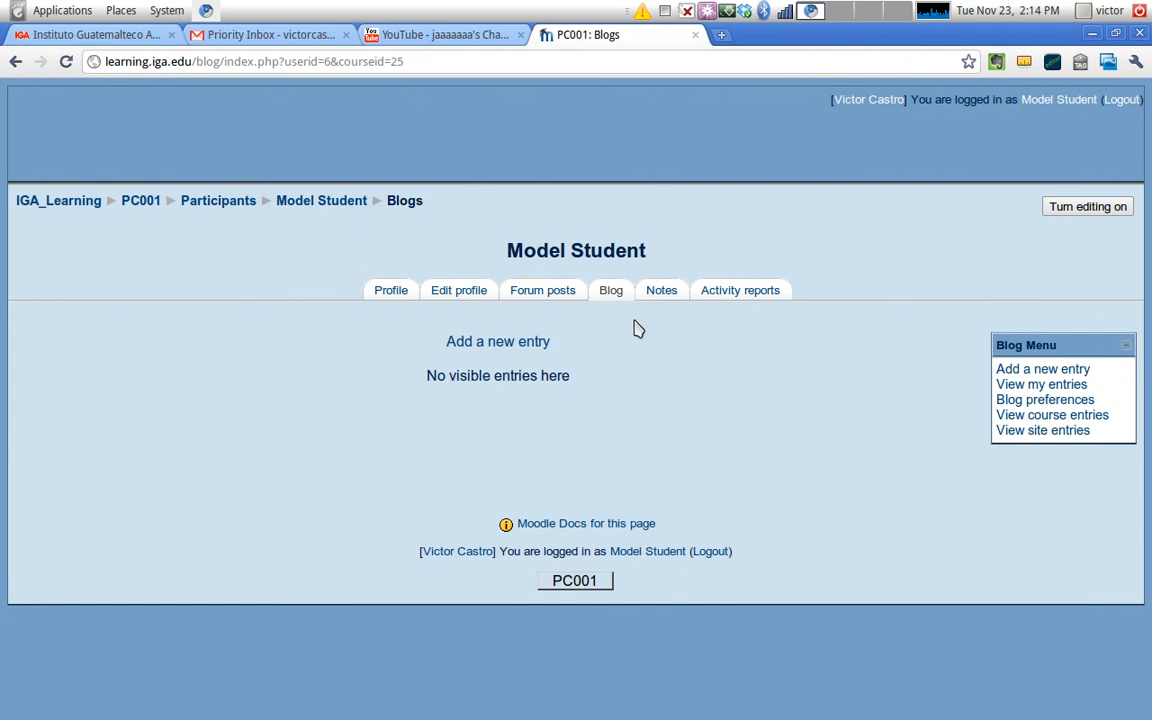 Applications Places System Tue Nov 23, 2:14 PM victor
IGA Instituto Guatemalteco A... Priority Inbox - victorcas... YouTube - jaaaaaaa's Cha... PC001: Blogs
learning.iga.edu/blog/index.php?userid=6&courseid=25
[Victor Castro] You are logged in as Model Student (Logout)
IGA_Learning ► PC001 ► Participants ► Model Student ► Blogs
Turn editing on
Model Student
Profile Edit profile Forum posts Blog Notes Activity reports
Add a new entry
No visible entries here
Blog Menu
Add a new entry
View my entries
Blog preferences
View course entries
View site entries
Moodle Docs for this page
[Victor Castro] You are logged in as Model Student (Logout)
PC001